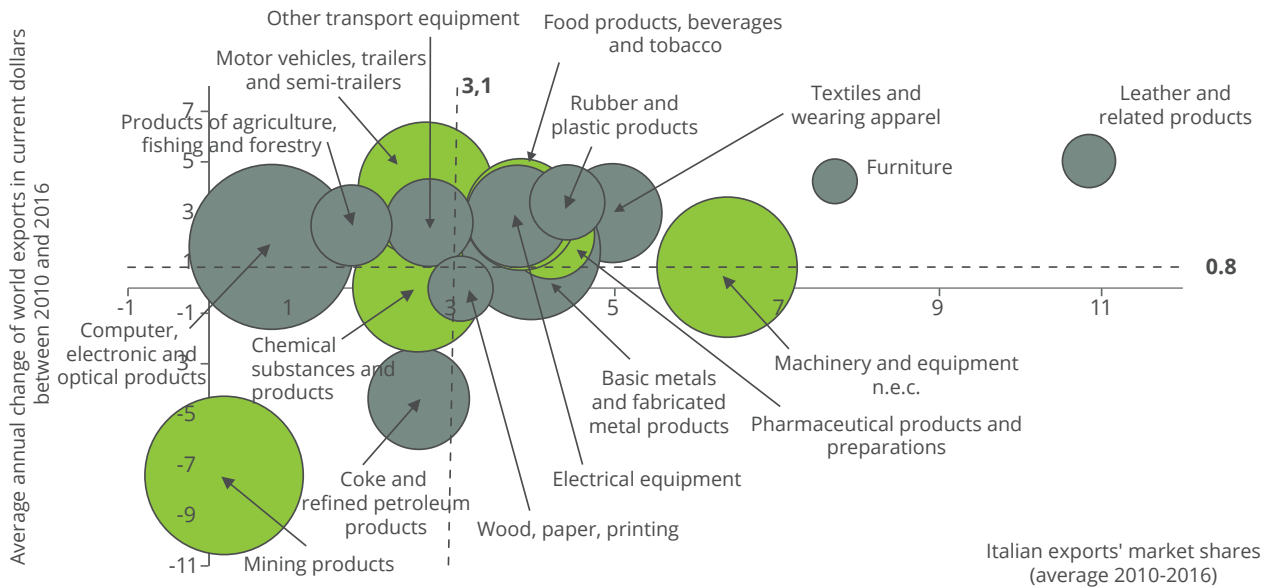 Average annual change of world exports in current dollars
between 2010 and 2016
Other transport equipment
Food products, beverages
and tobacco
Motor vehicles, trailers
and semi-trailers
3,1
Rubber and
plastic products
Textiles and
wearing apparel
Leather and
related products
Products of agriculture,
fishing and forestry
Furniture
7
5
3
1
-1
-3
-5
-7
-9
-11
0.8
-1
1
3
5
7
9
11
Computer,
electronic and
optical products
Chemical
substances and
products
Basic metals
and fabricated
metal products
Machinery and equipment
n.e.c.
Pharmaceutical products and
preparations
Coke and
refined petroleum
products
Electrical equipment
Wood, paper, printing
Mining products
Italian exports' market shares
(average 2010-2016)